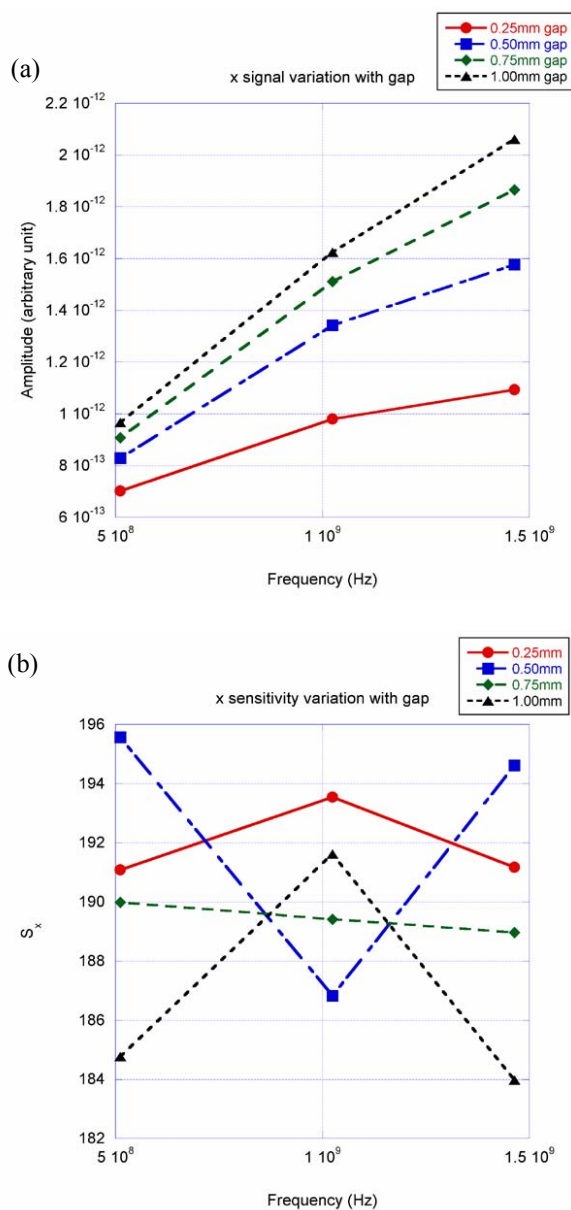 0.25mm gap
0.50mm gap
0.75mm gap
1.00mm gap
(a)
x signal variation with gap
2.2 10⁻¹²
2 10⁻¹²
1.8 10⁻¹²
1.6 10⁻¹²
1.4 10⁻¹²
1.2 10⁻¹²
1 10⁻¹²
8 10⁻¹³
6 10⁻¹³
Amplitude (arbitrary unit)
5 10⁸ 1 10⁹ 1.5 10⁹
Frequency (Hz)
0.25mm
0.50mm
0.75mm
1.00mm
(b)
x sensitivity variation with gap
196
194
192
190
188
186
184
182
Sₓ
5 10⁸ 1 10⁹ 1.5 10⁹
Frequency (Hz)